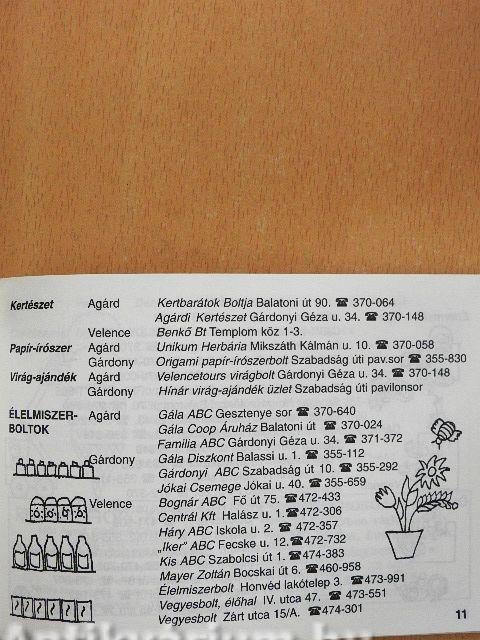 Kertészet Agárd Kertbarátok Boltja Balatoni út 90. ☎ 370-064
Agárdi Kertészet Gárdonyi Géza u. 34. ☎ 370-148
Velence Benkő Bt Templom köz 1-3.
Papír-írószer Agárd Unikum Herbária Mikszáth Kálmán u. 10. ☎ 370-058
Gárdony Origami papír-írószerbolt Szabadság úti pav.sor ☎ 355-830
Virág-ajándék Agárd Velencetours virágbolt Gárdonyi Géza u. 34. ☎ 370-148
Gárdony Hínár virág-ajándék üzlet Szabadság úti pavilonsor
ÉLELMISZER- Agárd Gála ABC Gesztenye sor ☎ 370-640
BOLTOK Gála Coop Áruház Balatoni út ☎ 370-024
Familia ABC Gárdonyi Géza u. 34. ☎ 371-372
Gárdony Gála Diszkont Balassi u. 1. ☎ 355-112
Gárdonyi ABC Szabadság út 10. ☎ 355-292
Jókai Csemege Jókai u. 40. ☎ 355-659
Velence Bognár ABC Fő út 75. ☎472-433
Centrál Kft Halász u. 1.☎472-306
Háry ABC Iskola u. 2. ☎ 472-357
„Iker" ABC Fecske u. 12.☎472-732
Kis ABC Szabolcsi út 1.☎474-383
Mayer Zoltán Bocskai út 6. ☎460-958
Élelmiszerbolt Honvéd lakótelep 3. ☎473-991
Vegyesbolt, élőhal IV. utca 47. ☎ 473-551
Vegyesbolt Zárt utca 15/A. ☎474-301
11